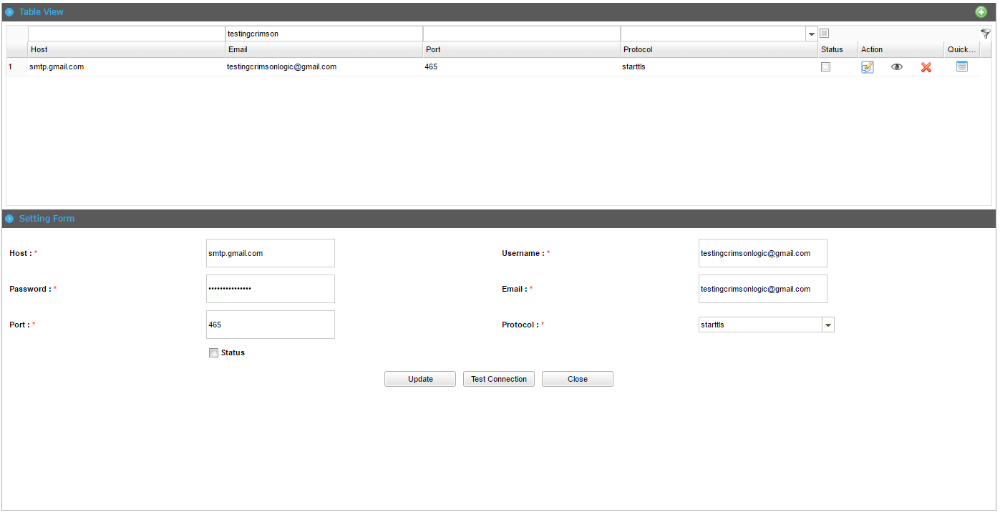 Table View
testingcrimson
Host Email Port Protocol Status Action Quick...
1 smtp.gmail.com testingcrimsonlogic@gmail.com 465 starttls
Setting Form
Host : * smtp.gmail.com Username : * testingcrimsonlogic@gmail.com
Password : * ••••••••••••••• Email : * testingcrimsonlogic@gmail.com
Port : * 465 Protocol : * starttls
Status
Update Test Connection Close